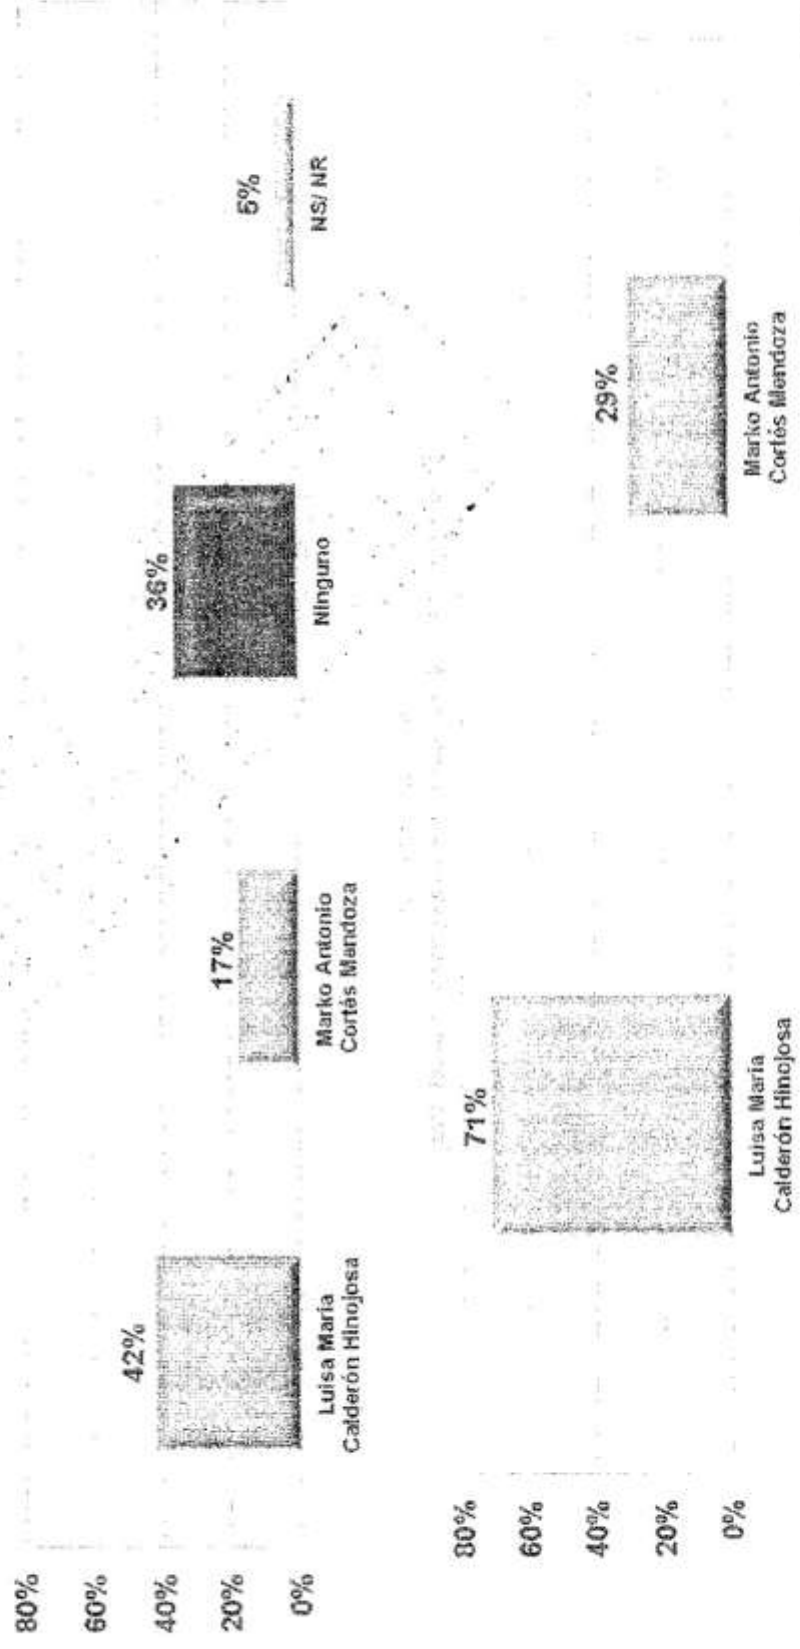 80%
60%
40%
20%
0%
42%
17%
36%
5%
Luisa María
Calderón Hinojosa
Marko Antonio
Cortés Mendoza
Ninguno
NS/ NR
80%
60%
40%
20%
0%
71%
29%
Luisa María
Calderón Hinojosa
Marko Antonio
Cortés Mendoza